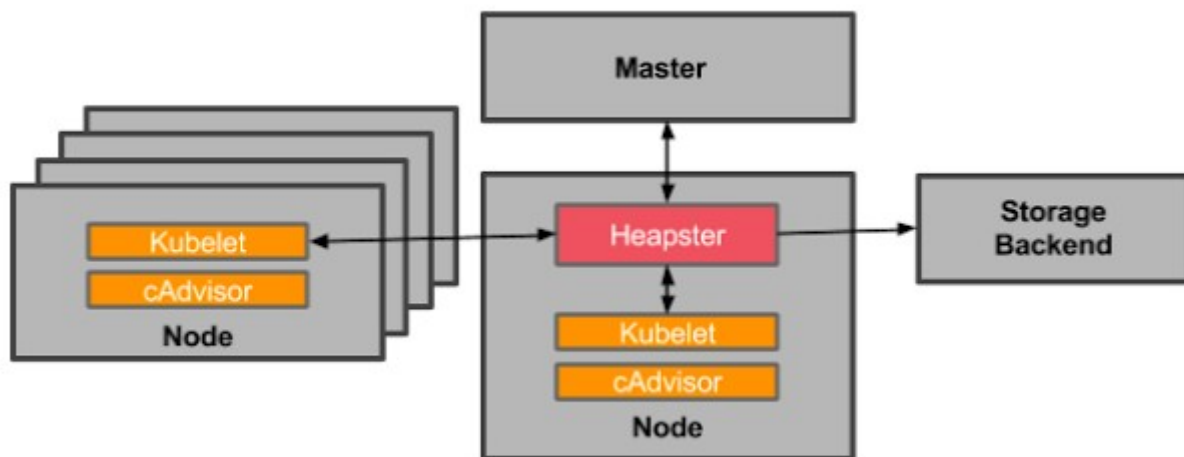 Master
Kubelet
cAdvisor
Node
Heapster
Kubelet
cAdvisor
Node
Storage
Backend